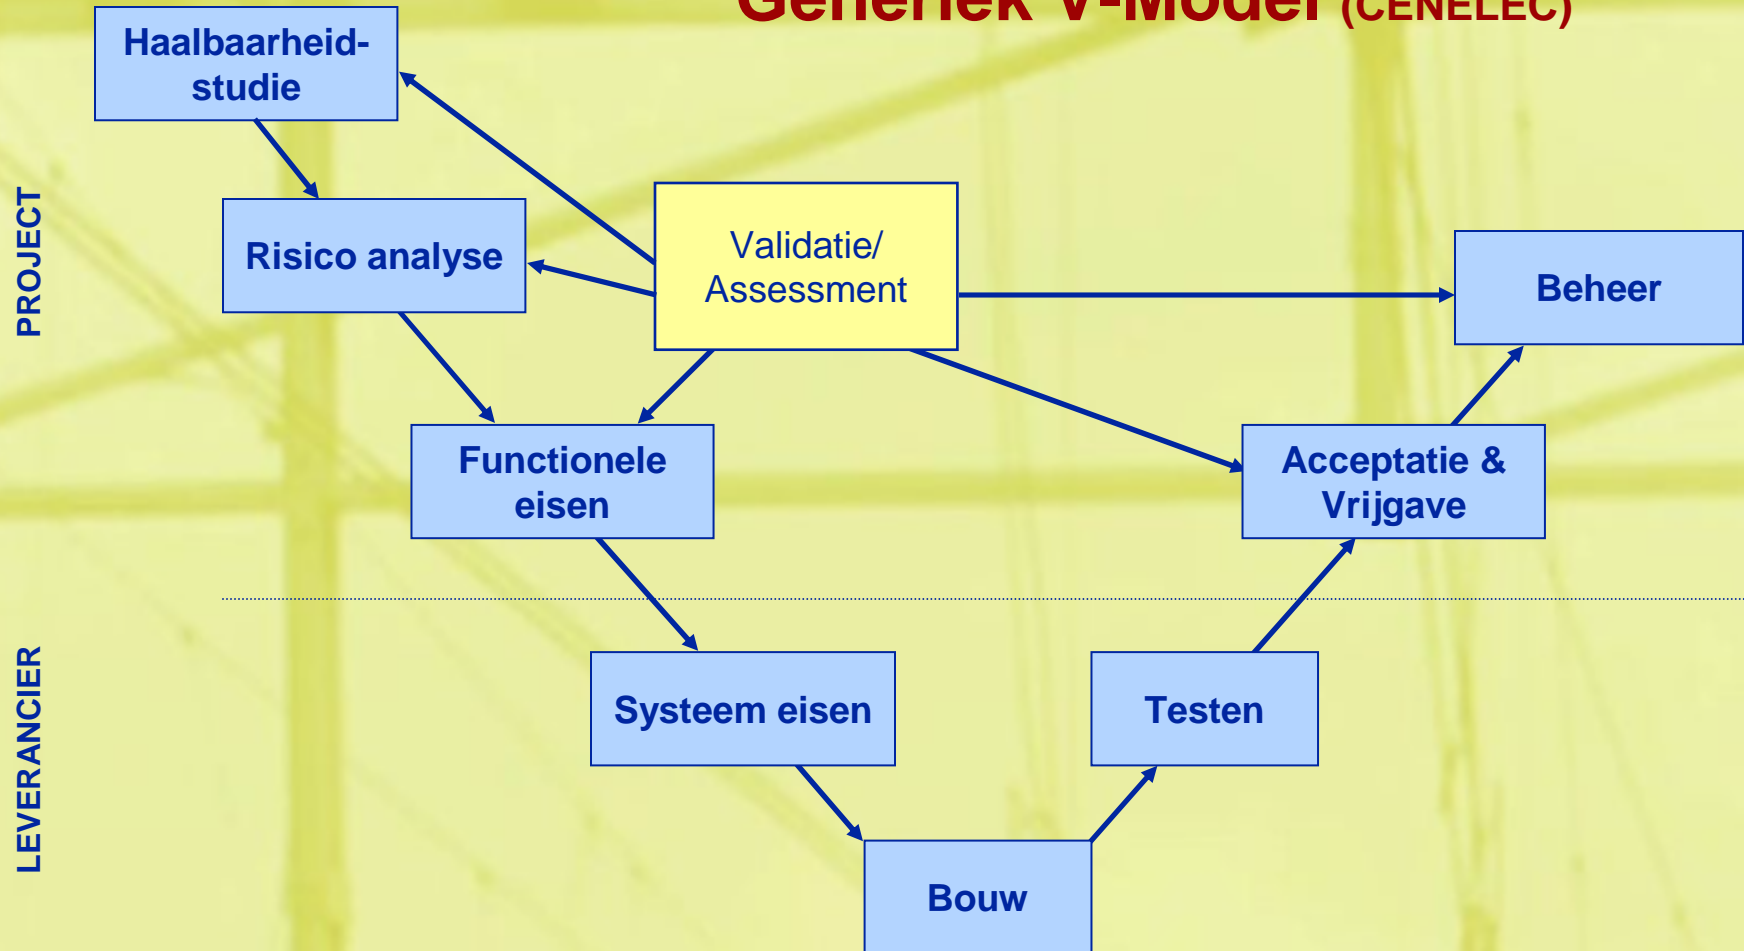 Generiek V-Model (CENELEC)
Haalbaarheid-
studie
PROJECT
Risico analyse
Validatie/
Assessment
Beheer
Functionele
eisen
Acceptatie &
Vrijgave
LEVERANCIER
Systeem eisen
Testen
Bouw